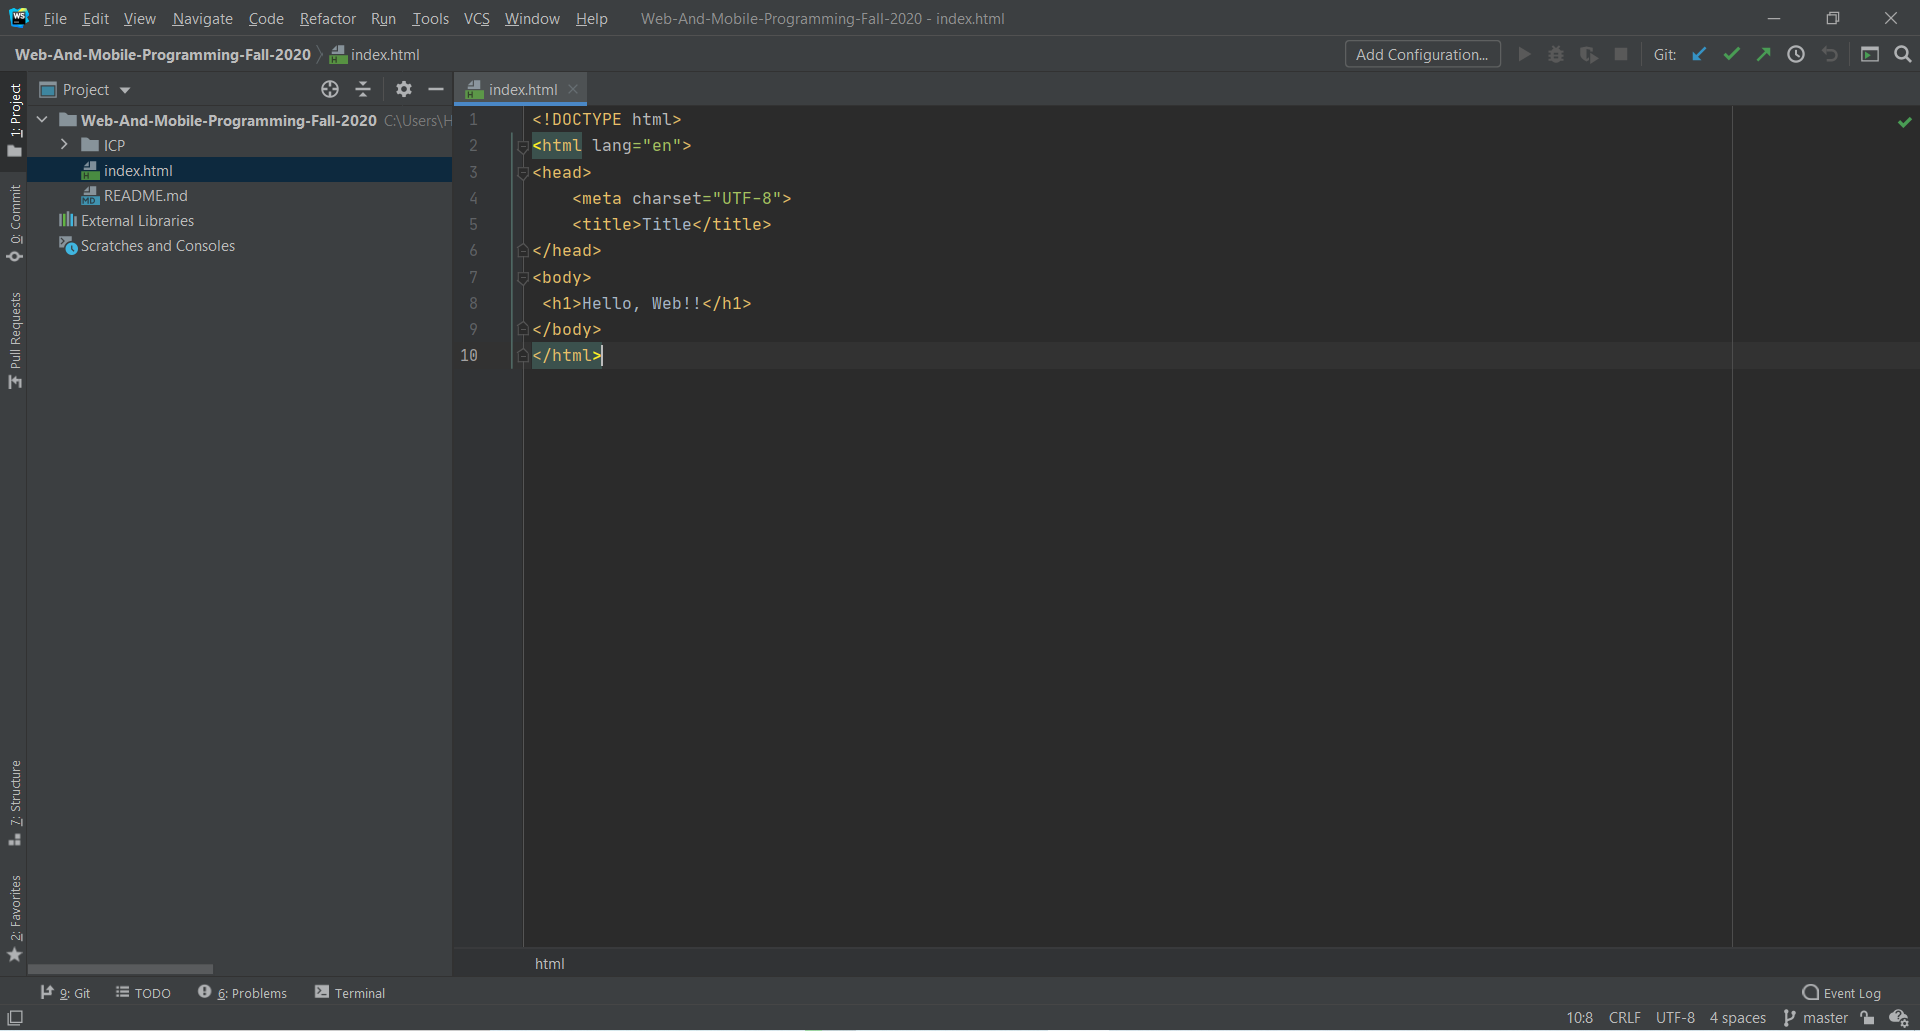 WS File Edit View Navigate Code Refactor Run Tools VCS Window Help Web-And-Mobile-Programming-Fall-2020 - index.html
Web-And-Mobile-Programming-Fall-2020 index.html Add Configuration... Git:
1: Project
0: Commit
Pull Requests
7: Structure
2: Favorites
Project
Web-And-Mobile-Programming-Fall-2020 C:\Users\H
ICP
index.html
README.md
External Libraries
Scratches and Consoles
index.html
1 <!DOCTYPE html>
2 <html lang="en">
3 <head>
4 <meta charset="UTF-8">
5 <title>Title</title>
6 </head>
7 <body>
8 <h1>Hello, Web!!</h1>
9 </body>
10 </html>
html
9: Git TODO 6: Problems Terminal Event Log
10:8 CRLF UTF-8 4 spaces master